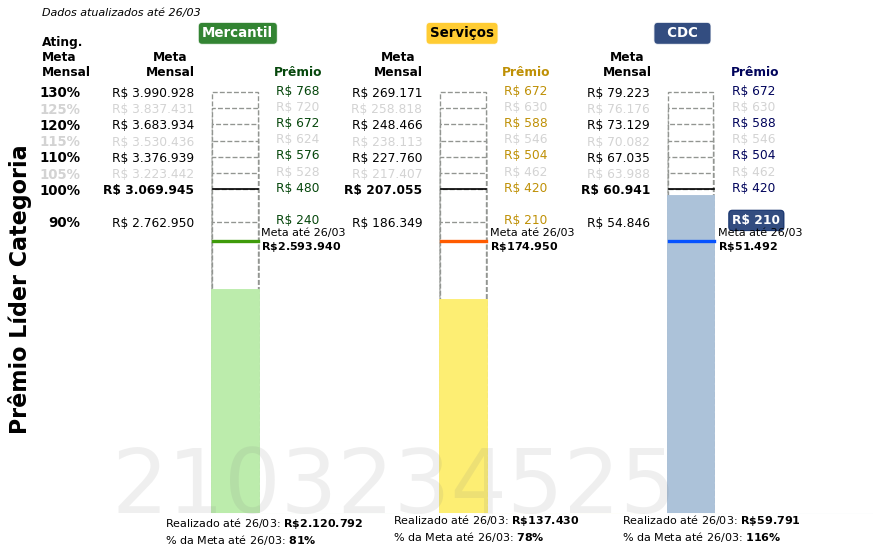 Dados atualizados até 26/03
Mercantil Serviços CDC
Ating. Meta Mensal Meta Mensal Prêmio Meta Mensal Prêmio Meta Mensal Prêmio
130% R$ 3.990.928 R$ 768 R$ 269.171 R$ 672 R$ 79.223 R$ 672
125% R$ 3.837.431 R$ 720 R$ 258.818 R$ 630 R$ 76.176 R$ 630
120% R$ 3.683.934 R$ 672 R$ 248.466 R$ 588 R$ 73.129 R$ 588
115% R$ 3.530.436 R$ 624 R$ 238.113 R$ 546 R$ 70.082 R$ 546
110% R$ 3.376.939 R$ 576 R$ 227.760 R$ 504 R$ 67.035 R$ 504
105% R$ 3.223.442 R$ 528 R$ 217.407 R$ 462 R$ 63.988 R$ 462
100% R$ 3.069.945 R$ 480 R$ 207.055 R$ 420 R$ 60.941 R$ 420
90% R$ 2.762.950 R$ 240 R$ 186.349 R$ 210 R$ 54.846 R$ 210
Meta até 26/03 Meta até 26/03 Meta até 26/03
R$2.593.940 R$174.950 R$51.492
Prêmio Líder Categoria
2103234525
Realizado até 26/03: R$2.120.792 Realizado até 26/03: R$137.430 Realizado até 26/03: R$59.791
% da Meta até 26/03: 81% % da Meta até 26/03: 78% % da Meta até 26/03: 116%